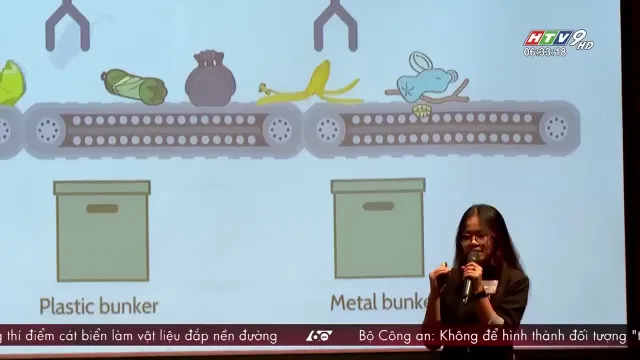 HTV9 HD
06:33:18
Plastic bunker
Metal bunke
g thí điểm cát biển làm vật liệu đắp nền đường
60
Bộ Công an: Không để hình thành đối tượng "